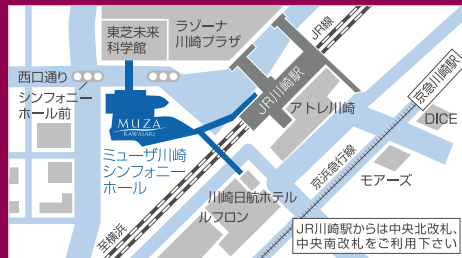 東芝未来
科学館
ラゾーナ
川崎プラザ
JR線
西口通り
シンフォニー
ホール前
MUZA
KAWASAKI
ミューザ川崎
シンフォニー
ホール
JR川崎駅
アトレ川崎
京急川崎駅
DICE
京浜急行線
モアーズ
川崎日航ホテル
ルフロン
至横浜
JR川崎駅からは中央北改札、
中央南改札をご利用下さい